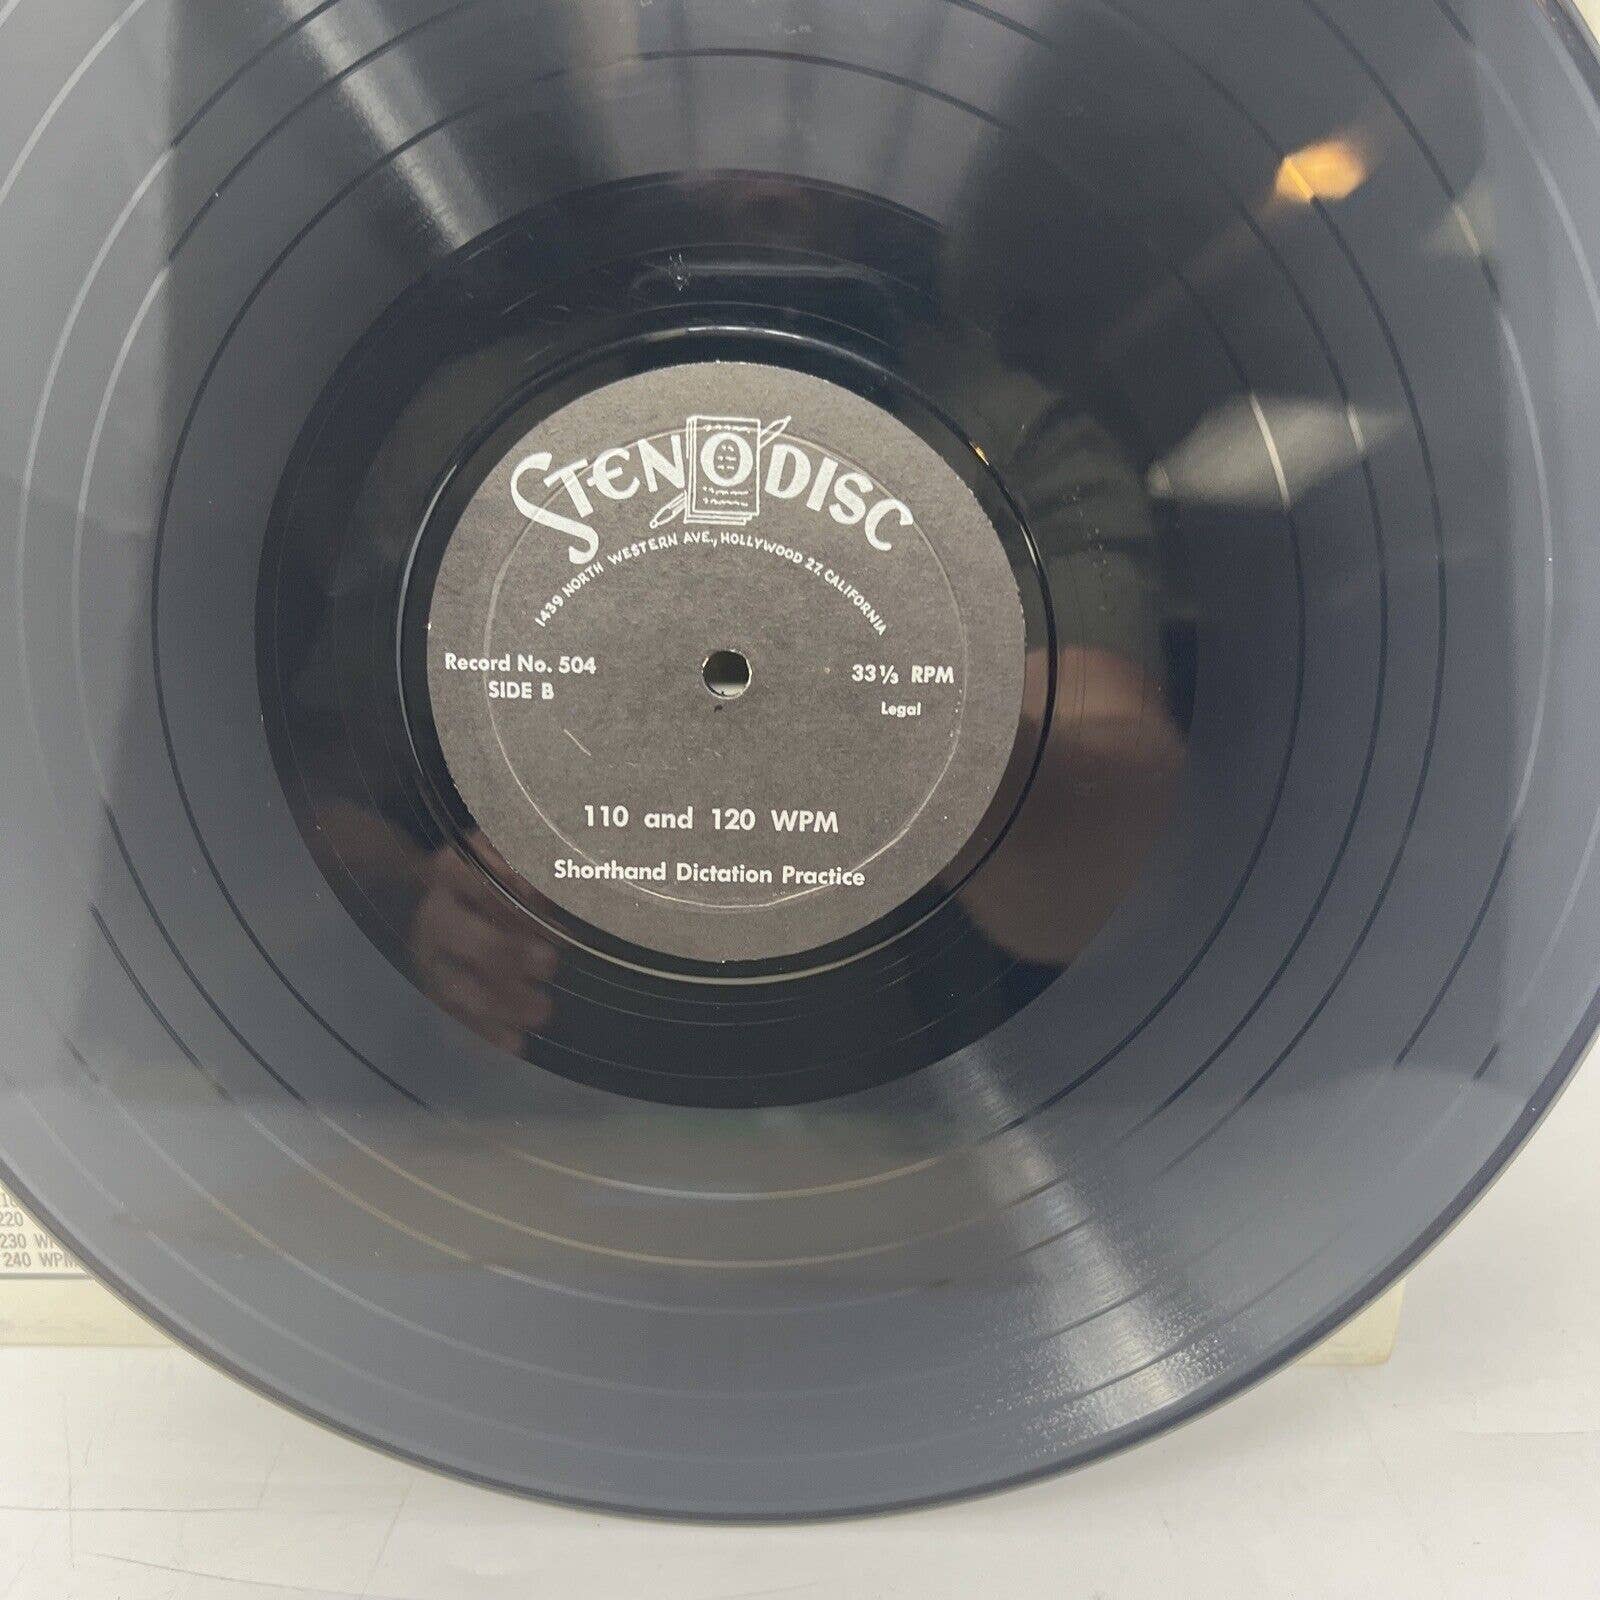 STENODISC
1439 NORTH WESTERN AVE., HOLLYWOOD 27, CALIFORNIA
Record No. 504
SIDE B
33⅓ RPM
Legal
110 and 120 WPM
Shorthand Dictation Practice
220
230 W
240 WPM